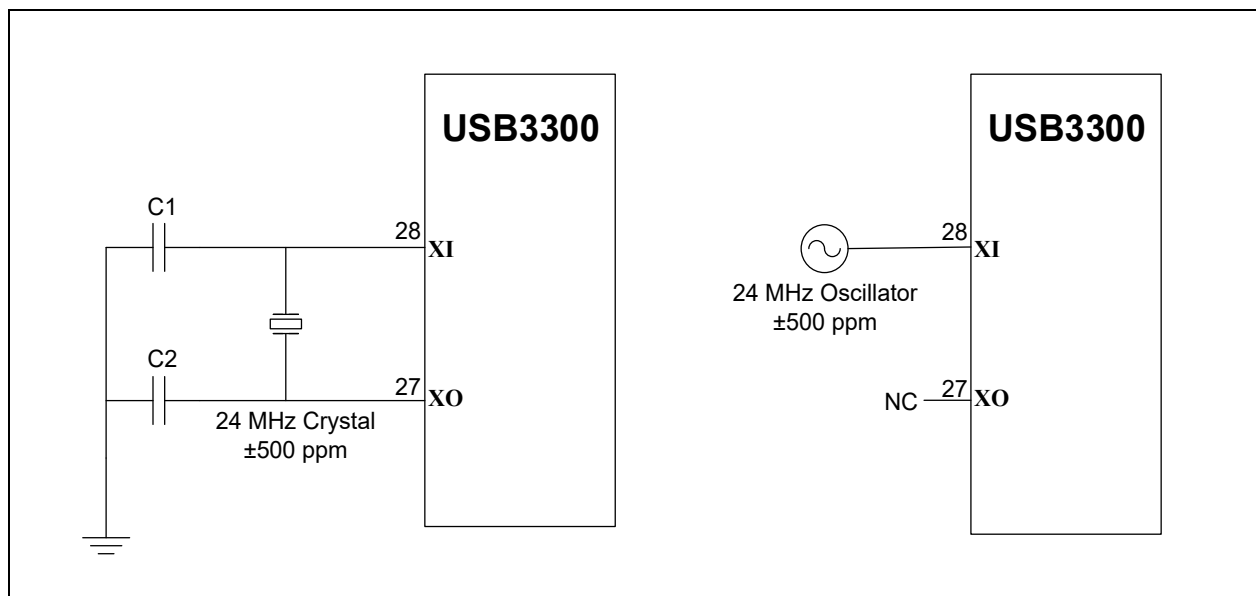 USB3300
C1
28
XI
C2
27
XO
24 MHz Crystal
±500 ppm
USB3300
28
XI
24 MHz Oscillator
±500 ppm
27
NC
XO